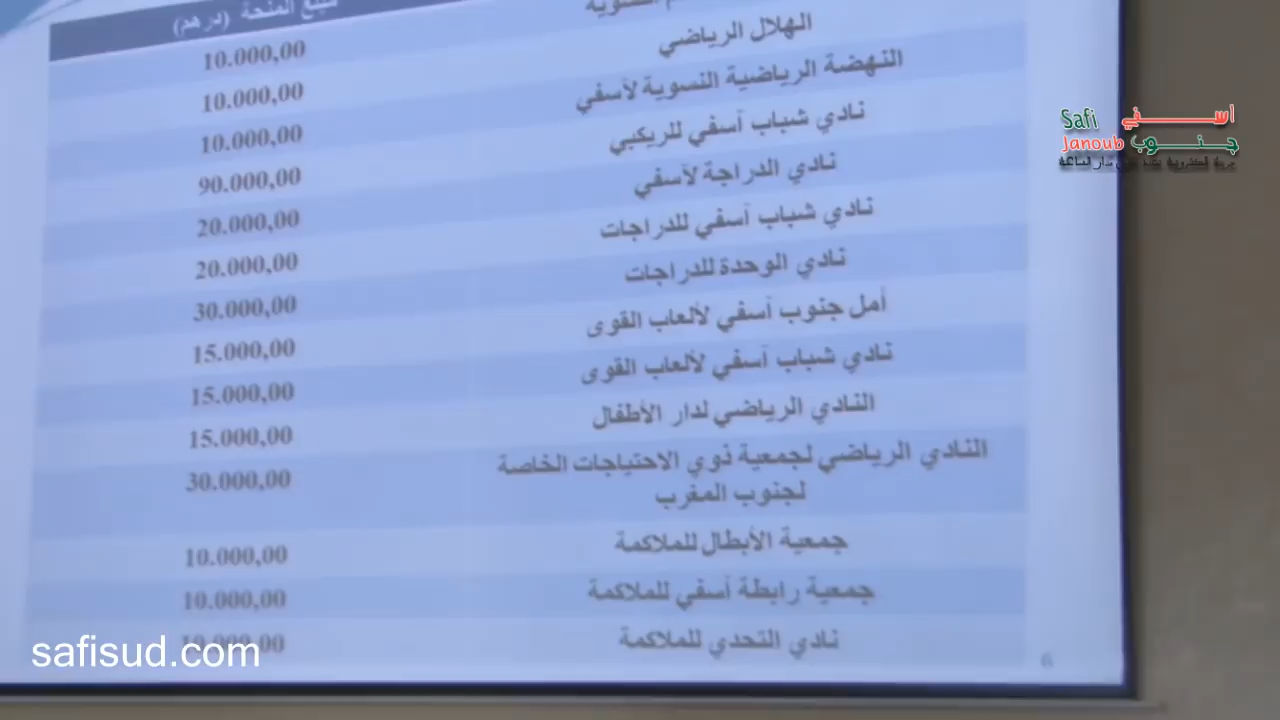 مبلغ المنحة (درهم)
النسوية 10.000,00
الهلال الرياضي 10.000,00
النهضة الرياضية النسوية لآسفي 10.000,00
نادي شباب آسفي للريكبي 90.000,00
نادي الدراجة لآسفي 20.000,00
نادي شباب آسفي للدراجات 20.000,00
نادي الوحدة للدراجات 30.000,00
أمل جنوب آسفي لألعاب القوى 15.000,00
نادي شباب آسفي لألعاب القوى 15.000,00
النادي الرياضي لدار الأطفال 15.000,00
النادي الرياضي لجمعية ذوي الاحتياجات الخاصة 30.000,00
لجنوب المغرب
جمعية الأبطال للملاكمة 10.000,00
جمعية رابطة آسفي للملاكمة 10.000,00
نادي التحدي للملاكمة 10.000,00
6
Safi اسفي
Janoub جنوب
safisud.com